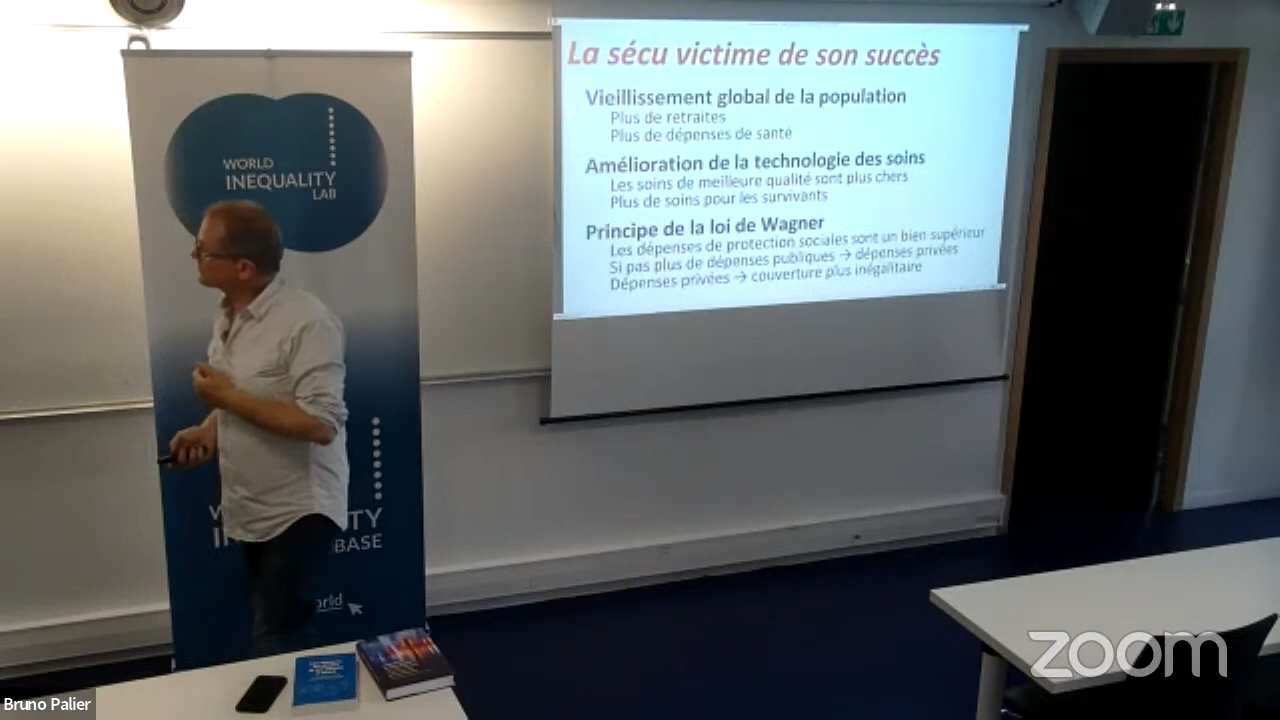 WORLD
INEQUALITY
LAB
La sécu victime de son succès
Vieillissement global de la population
Plus de retraites
Plus de dépenses de santé
Amélioration de la technologie des soins
Les soins de meilleure qualité sont plus chers
Plus de soins pour les survivants
Principe de la loi de Wagner
Les dépenses de protection sociales sont un bien supérieur
Si pas plus de dépenses publiques → dépenses privées
Dépenses privées → couverture plus inégalitaire
BASE
Bruno Palier
zoom